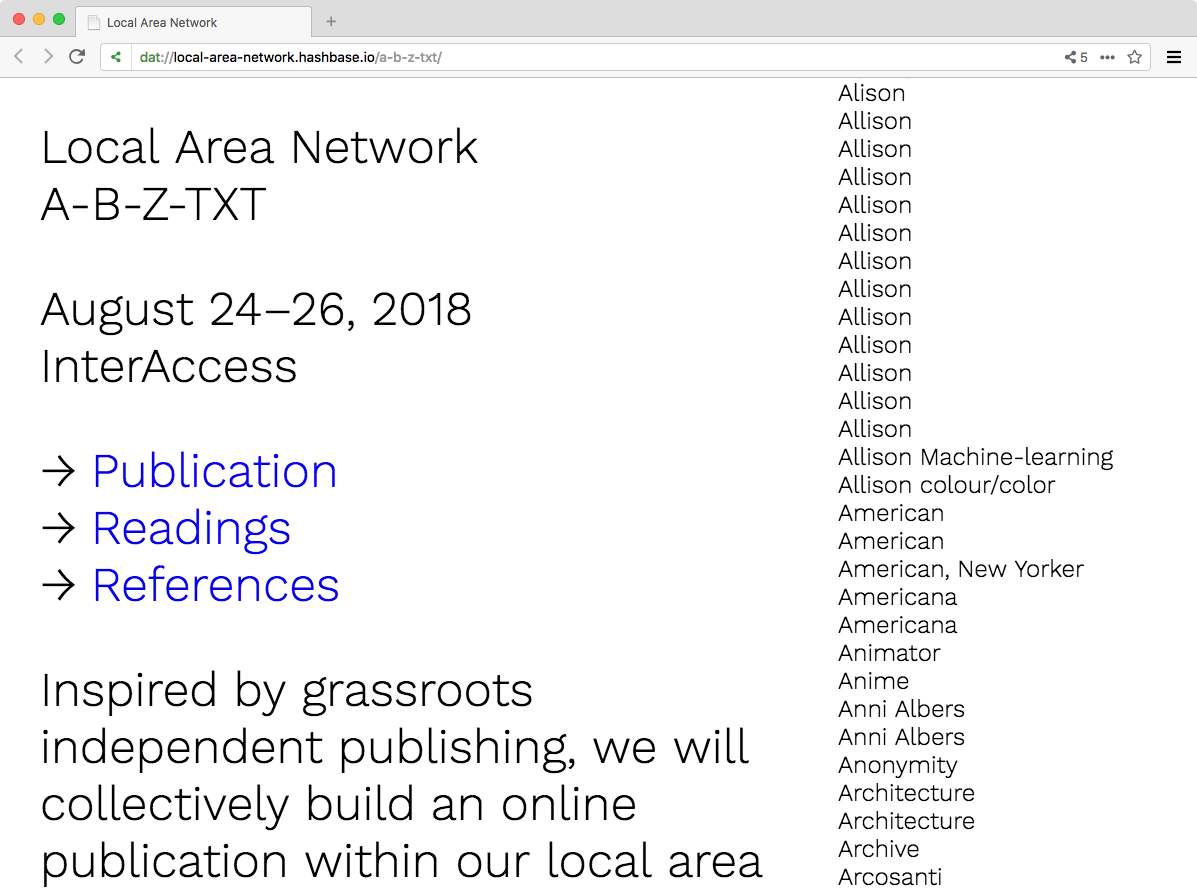 Local Area Network
dat://local-area-network.hashbase.io/a-b-z-txt/
5
Local Area Network
A-B-Z-TXT
August 24–26, 2018
InterAccess
→ Publication
→ Readings
→ References
Inspired by grassroots
independent publishing, we will
collectively build an online
publication within our local area
Alison
Allison
Allison
Allison
Allison
Allison
Allison
Allison
Allison
Allison
Allison
Allison
Allison
Allison Machine-learning
Allison colour/color
American
American
American, New Yorker
Americana
Americana
Animator
Anime
Anni Albers
Anni Albers
Anonymity
Architecture
Architecture
Archive
Arcosanti